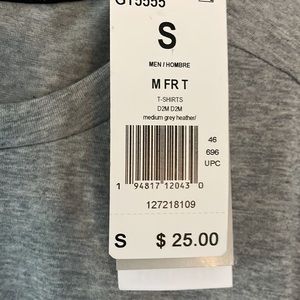 GT5555
S
MEN / HOMBRE
M FR T
T-SHIRTS
D2M D2M
medium grey heather/
46
696
UPC
1 94817 12043 0
127218109
S $ 25.00